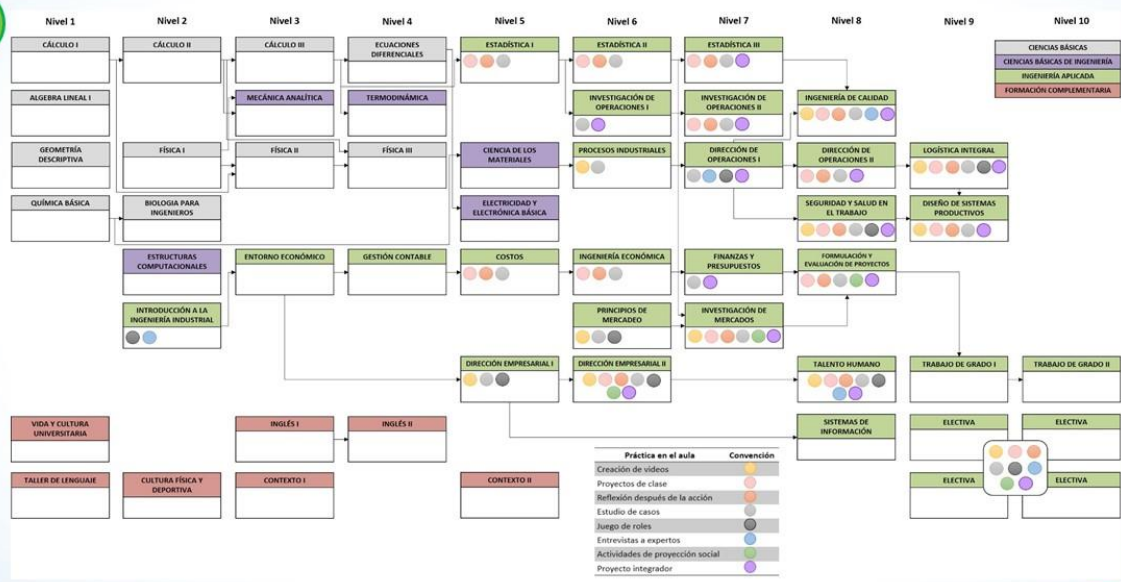 Nivel 1
Nivel 2
Nivel 3
Nivel 4
Nivel 5
Nivel 6
Nivel 7
Nivel 8
Nivel 9
Nivel 10
CÁLCULO I
CÁLCULO II
CÁLCULO III
ECUACIONES
DIFERENCIALES
ESTADÍSTICA I
ESTADÍSTICA II
ESTADÍSTICA III
CIENCIAS BÁSICAS
CIENCIAS BÁSICAS DE INGENIERÍA
INGENIERÍA APLICADA
FORMACIÓN COMPLEMENTARIA
ALGEBRA LINEAL I
MECÁNICA ANALÍTICA
TERMODINÁMICA
INVESTIGACIÓN DE
OPERACIONES I
INVESTIGACIÓN DE
OPERACIONES II
INGENIERÍA DE CALIDAD
GEOMETRÍA
DESCRIPTIVA
FÍSICA I
FÍSICA II
FÍSICA III
CIENCIA DE LOS
MATERIALES
PROCESOS INDUSTRIALES
DIRECCIÓN DE
OPERACIONES I
DIRECCIÓN DE
OPERACIONES II
LOGÍSTICA INTEGRAL
QUÍMICA BÁSICA
BIOLOGIA PARA
INGENIEROS
ELECTRICIDAD Y
ELECTRÓNICA BÁSICA
SEGURIDAD Y SALUD EN
EL TRABAJO
DISEÑO DE SISTEMAS
PRODUCTIVOS
ESTRUCTURAS
COMPUTACIONALES
ENTORNO ECONÓMICO
GESTIÓN CONTABLE
COSTOS
INGENIERÍA ECONÓMICA
FINANZAS Y
PRESUPUESTOS
FORMULACIÓN Y
EVALUACIÓN DE PROYECTOS
INTRODUCCIÓN A LA
INGENIERÍA INDUSTRIAL
PRINCIPIOS DE
MERCADEO
INVESTIGACIÓN DE
MERCADOS
DIRECCIÓN EMPRESARIAL I
DIRECCIÓN EMPRESARIAL II
TALENTO HUMANO
TRABAJO DE GRADO I
TRABAJO DE GRADO II
VIDA Y CULTURA
UNIVERSITARIA
INGLÉS I
INGLÉS II
SISTEMAS DE
INFORMACIÓN
ELECTIVA
ELECTIVA
TALLER DE LENGUAJE
CULTURA FÍSICA Y
DEPORTIVA
CONTEXTO I
CONTEXTO II
ELECTIVA
ELECTIVA
Práctica en el aula Convención
Creación de videos
Proyectos de clase
Reflexión después de la acción
Estudio de casos
Juego de roles
Entrevistas a expertos
Actividades de proyección social
Proyecto integrador